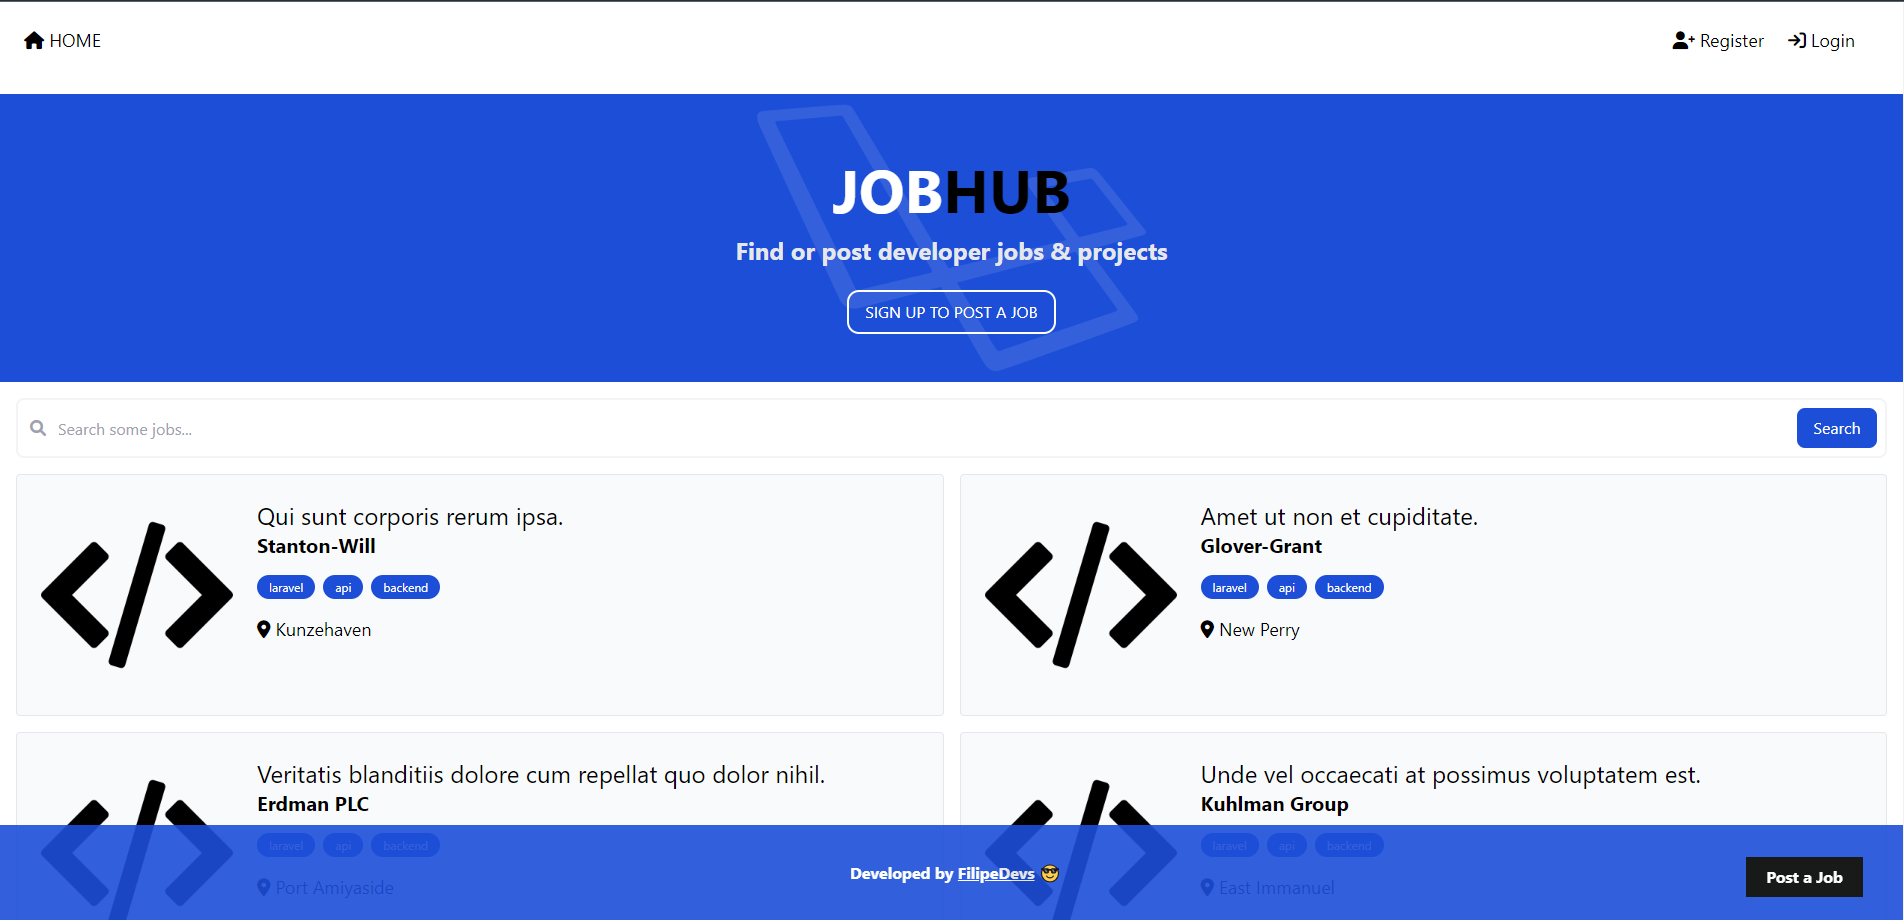 HOME
Register
Login
JOBHUB
Find or post developer jobs & projects
SIGN UP TO POST A JOB
Search some jobs...
Search
Qui sunt corporis rerum ipsa.
Stanton-Will
laravel api backend
Kunzehaven
Amet ut non et cupiditate.
Glover-Grant
laravel api backend
New Perry
Veritatis blanditiis dolore cum repellat quo dolor nihil.
Erdman PLC
laravel api backend
Port Amiyaside
Unde vel occaecati at possimus voluptatem est.
Kuhlman Group
laravel api backend
East Immanuel
Developed by FilipeDevs 😎
Post a Job